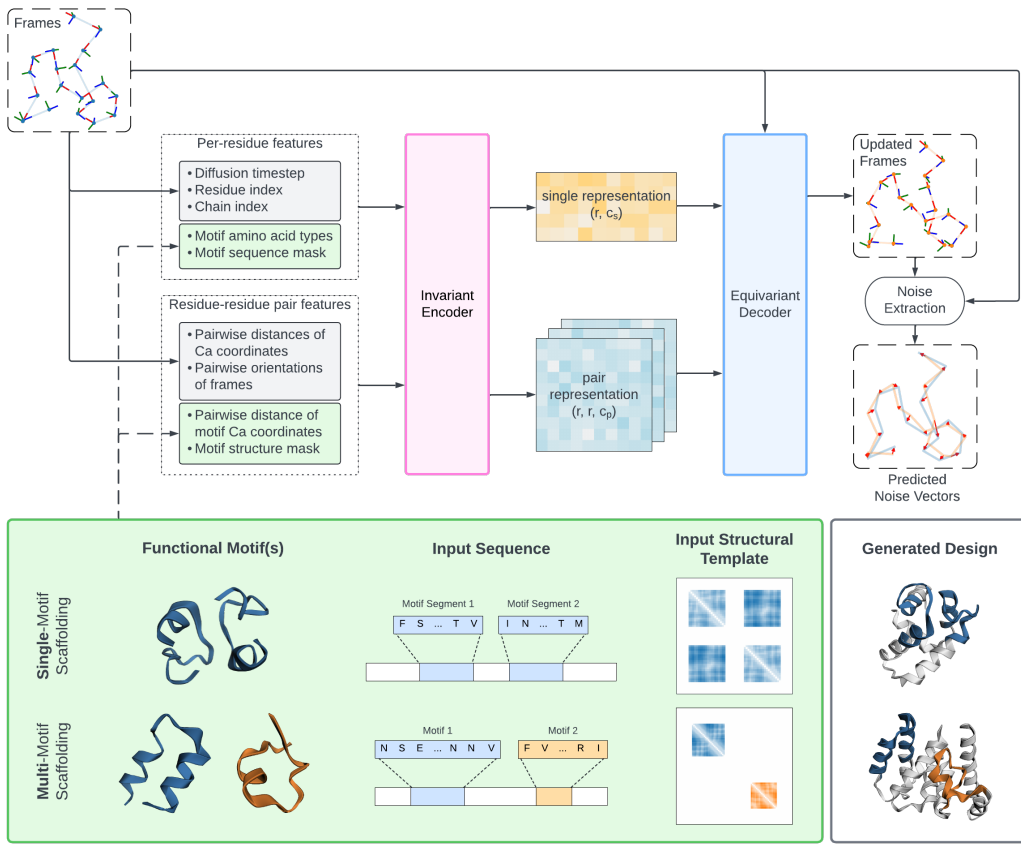 Frames
Per-residue features
• Diffusion timestep
• Residue index
• Chain index
• Motif amino acid types
• Motif sequence mask
Residue-residue pair features
• Pairwise distances of
Ca coordinates
• Pairwise orientations
of frames
• Pairwise distance of
motif Ca coordinates
• Motif structure mask
Invariant
Encoder
single representation
(r, cₛ)
pair
representation
(r, r, cₚ)
Equivariant
Decoder
Updated
Frames
Noise
Extraction
Predicted
Noise Vectors
Functional Motif(s)
Input Sequence
Input Structural
Template
Generated Design
Single-Motif
Scaffolding
Motif Segment 1
Motif Segment 2
F S ... T V
I N ... T M
Multi-Motif
Scaffolding
Motif 1
Motif 2
N S E ... N N V
F V ... R I